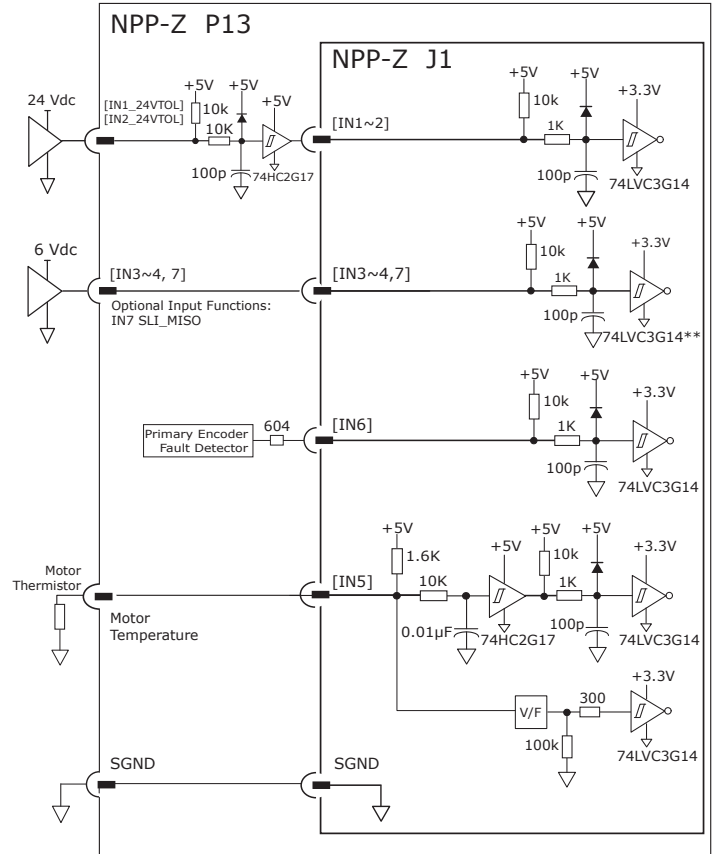 NPP-Z P13
NPP-Z J1
24 Vdc
[IN1_24VTOL]
[IN2_24VTOL]
+5V
10k
10K
+5V
+5V
100p
74HC2G17
[IN1~2]
+5V
10k
1K
+5V
+3.3V
100p
74LVC3G14
6 Vdc
[IN3~4, 7]
Optional Input Functions:
IN7 SLI_MISO
[IN3~4,7]
+5V
10k
1K
+5V
+3.3V
100p
74LVC3G14**
Primary Encoder
Fault Detector
604
[IN6]
+5V
10k
1K
+5V
+3.3V
100p
74LVC3G14
Motor
Thermistor
Motor
Temperature
[IN5]
+5V
1.6K
10K
0.01µF
+5V
74HC2G17
+5V
10k
1K
+5V
+3.3V
100p
74LVC3G14
V/F
300
100k
+3.3V
74LVC3G14
SGND
SGND